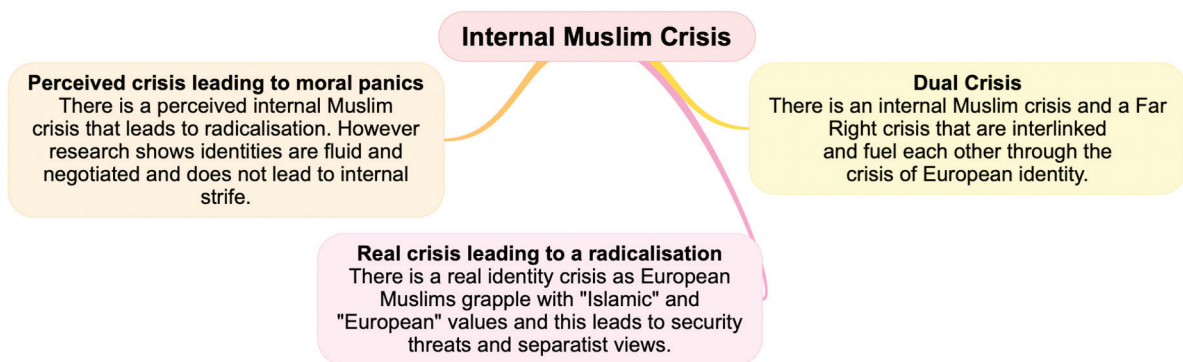 Internal Muslim Crisis
Perceived crisis leading to moral panics
There is a perceived internal Muslim
crisis that leads to radicalisation. However
research shows identities are fluid and
negotiated and does not lead to internal
strife.
Dual Crisis
There is an internal Muslim crisis and a Far
Right crisis that are interlinked
and fuel each other through the
crisis of European identity.
Real crisis leading to a radicalisation
There is a real identity crisis as European
Muslims grapple with "Islamic" and
"European" values and this leads to security
threats and separatist views.